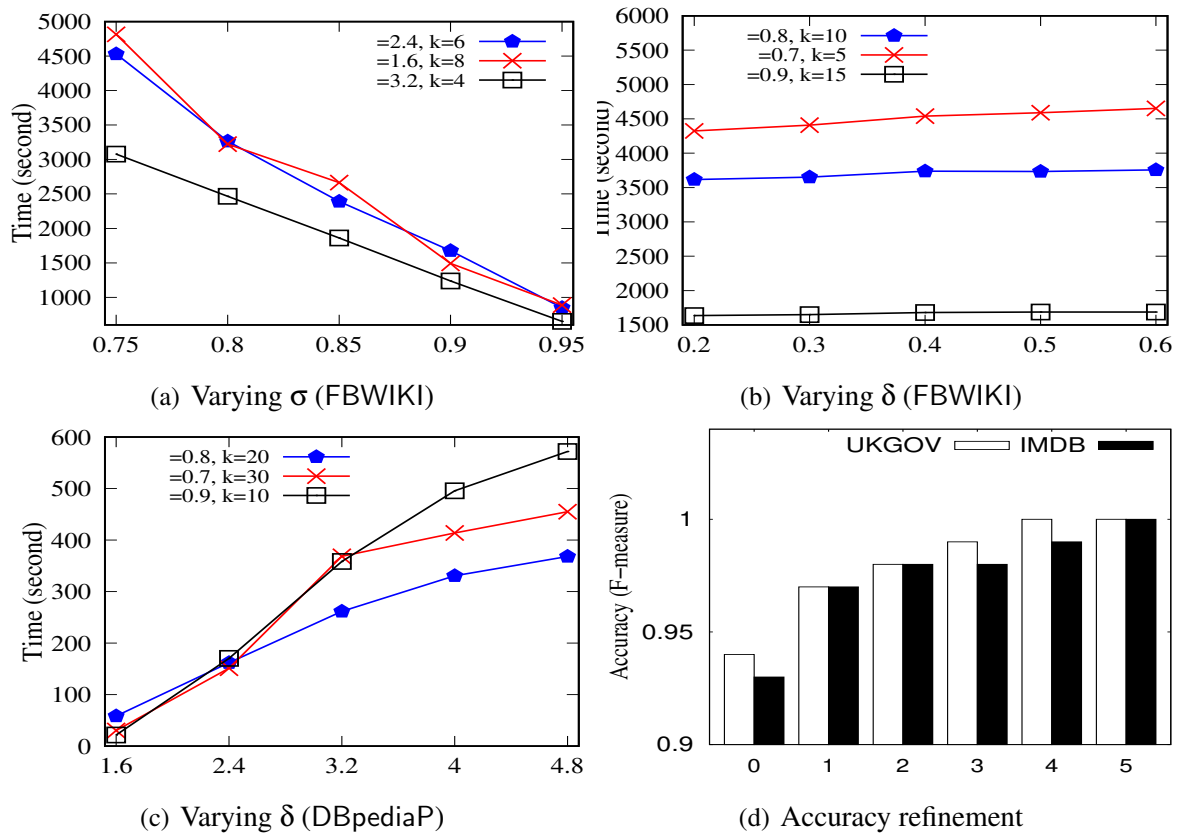 5000
4500
4000
3500
3000
2500
2000
1500
1000
Time (second)
=2.4, k=6
=1.6, k=8
=3.2, k=4
0.75 0.8 0.85 0.9 0.95
(a) Varying σ (FBWIKI)
6000
5500
5000
4500
4000
3500
3000
2500
2000
1500
Time (second)
=0.8, k=10
=0.7, k=5
=0.9, k=15
0.2 0.3 0.4 0.5 0.6
(b) Varying δ (FBWIKI)
600
500
400
300
200
100
0
Time (second)
=0.8, k=20
=0.7, k=30
=0.9, k=10
1.6 2.4 3.2 4 4.8
(c) Varying δ (DBpediaP)
UKGOV IMDB
1
0.95
0.9
Accuracy (F-measure)
0 1 2 3 4 5
(d) Accuracy refinement